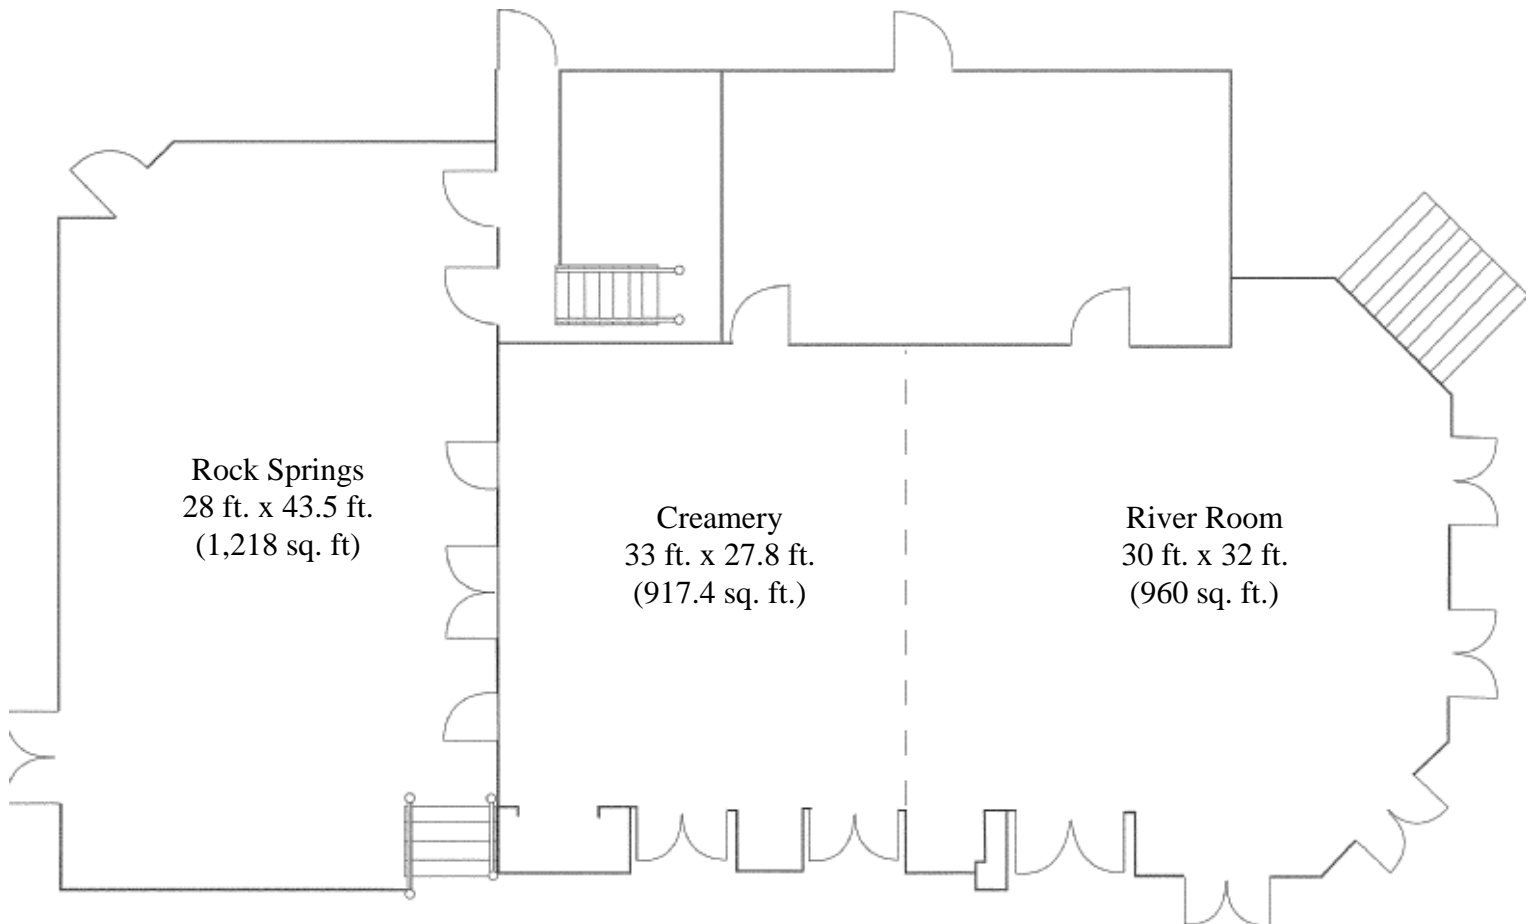 Rock Springs
28 ft. x 43.5 ft.
(1,218 sq. ft)
Creamery
33 ft. x 27.8 ft.
(917.4 sq. ft.)
River Room
30 ft. x 32 ft.
(960 sq. ft.)